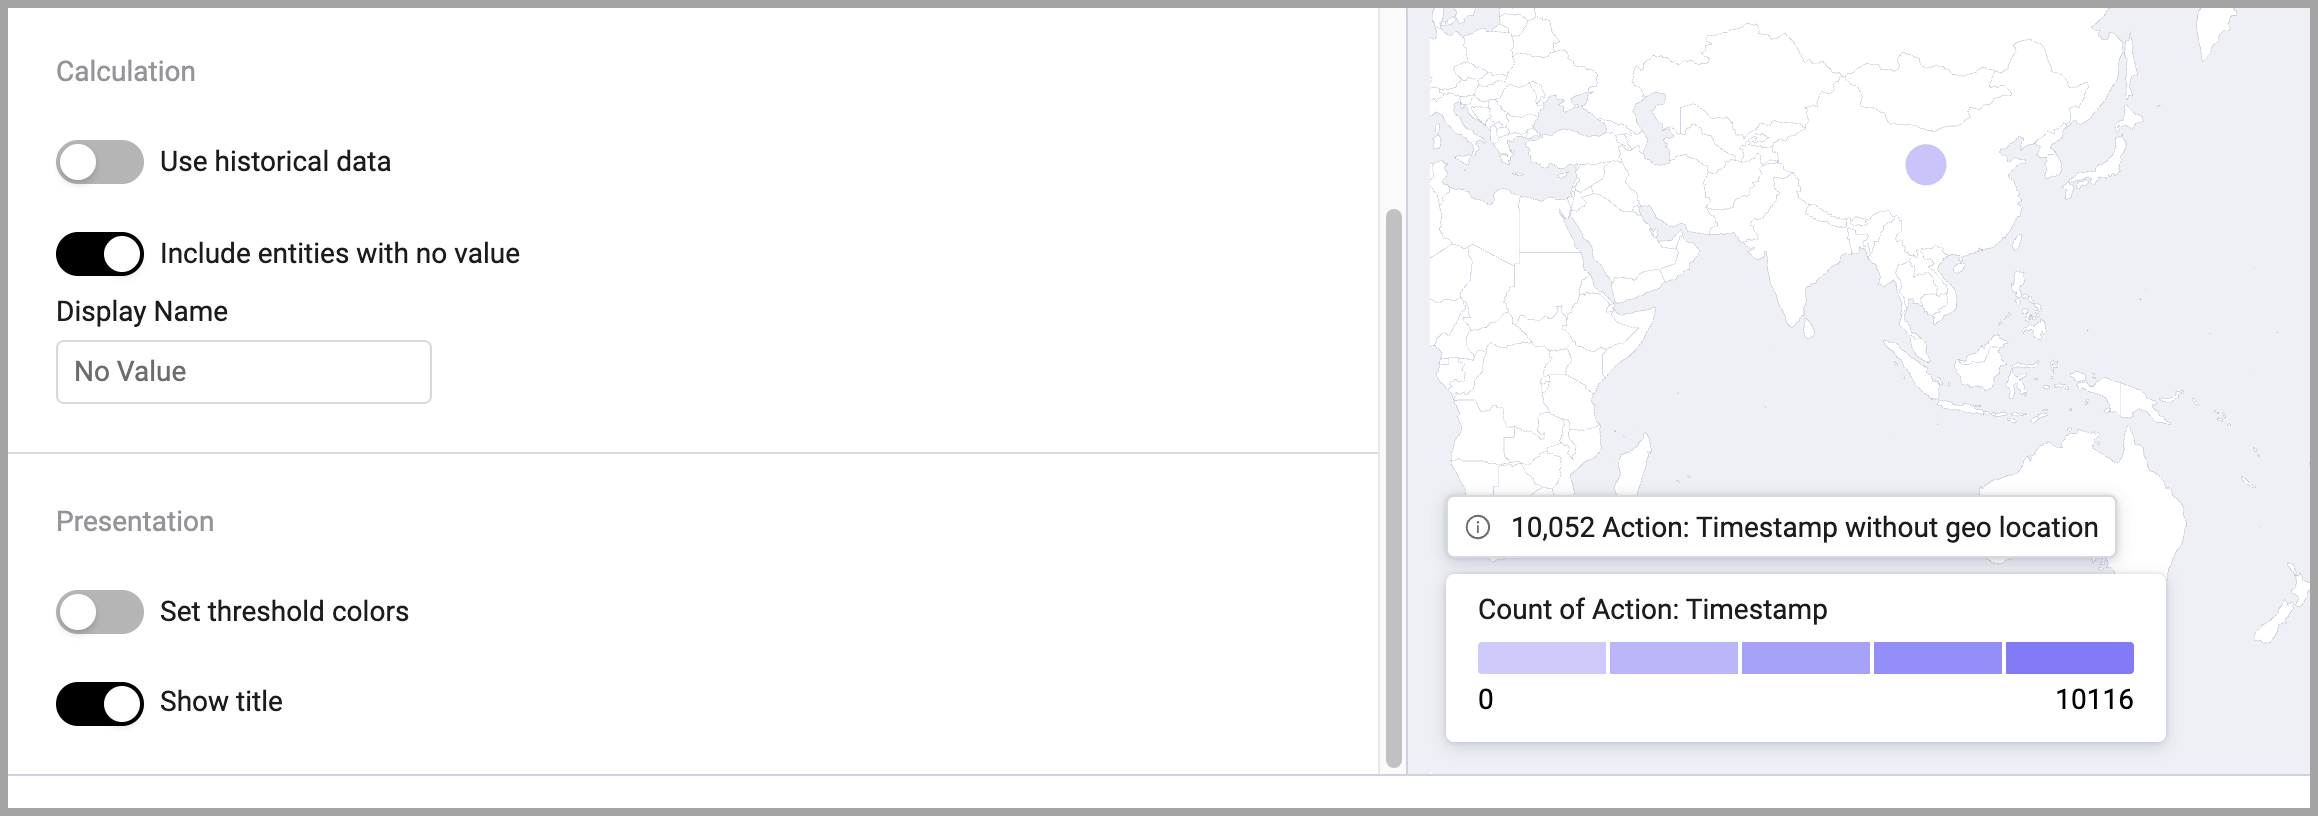 Calculation
Use historical data
Include entities with no value
Display Name
No Value
Presentation
Set threshold colors
Show title
10,052 Action: Timestamp without geo location
Count of Action: Timestamp
0 10116